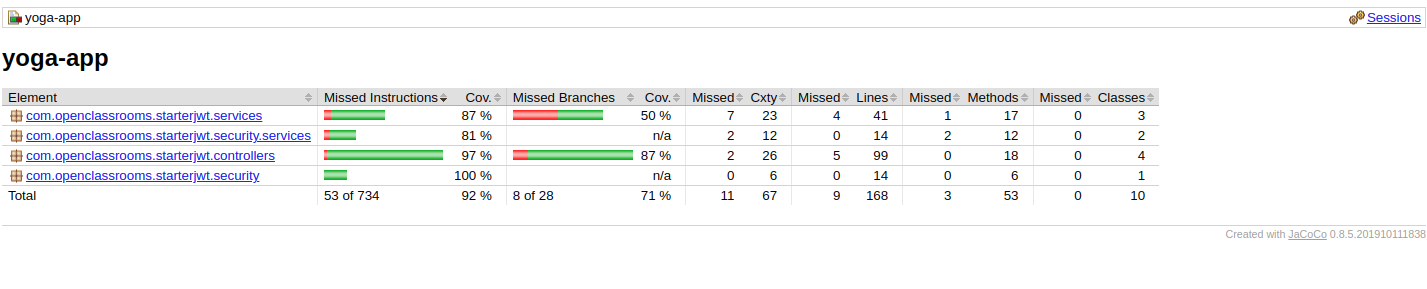 yoga-app Sessions
yoga-app
Element Missed Instructions Cov. Missed Branches Cov. Missed Cxty Missed Lines Missed Methods Missed Classes
com.openclassrooms.starterjwt.services 87 % 50 % 7 23 4 41 1 17 0 3
com.openclassrooms.starterjwt.security.services 81 % n/a 2 12 0 14 2 12 0 2
com.openclassrooms.starterjwt.controllers 97 % 87 % 2 26 5 99 0 18 0 4
com.openclassrooms.starterjwt.security 100 % n/a 0 6 0 14 0 6 0 1
Total 53 of 734 92 % 8 of 28 71 % 11 67 9 168 3 53 0 10
Created with JaCoCo 0.8.5.201910111838